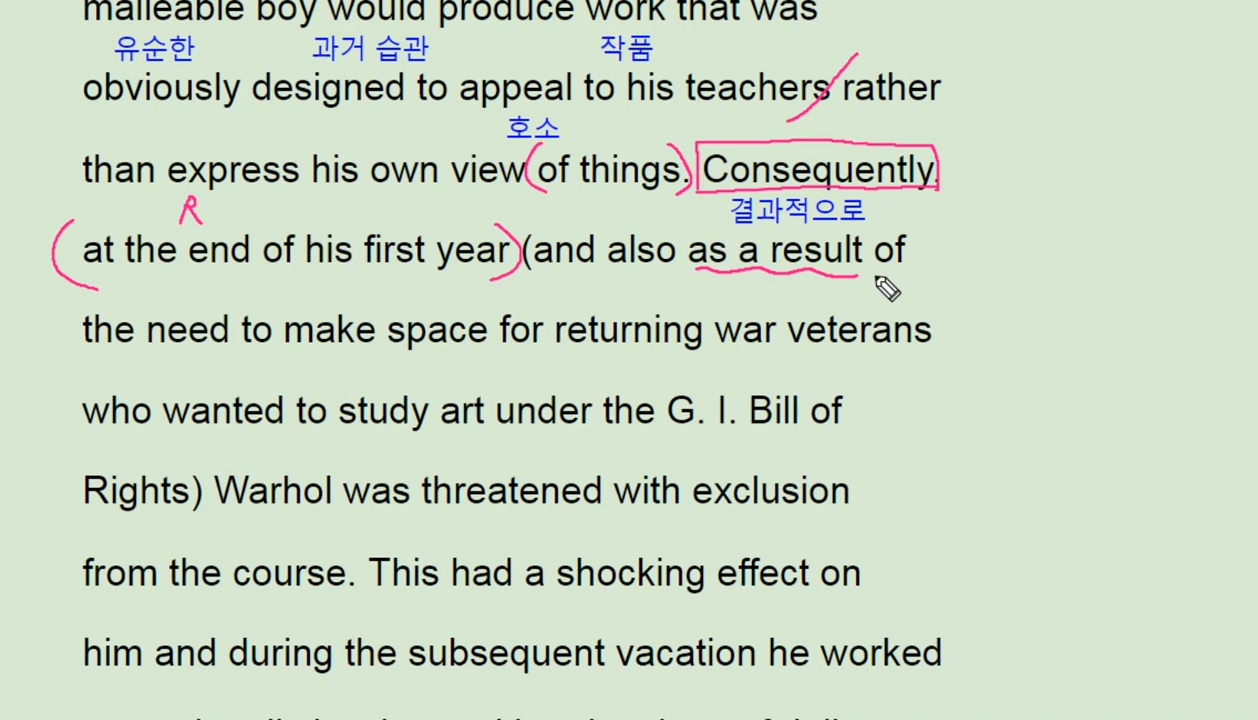 malleable boy would produce work that was
유순한 과거 습관 작품
obviously designed to appeal to his teachers rather
호소
than express his own view of things. Consequently,
R 결과적으로
at the end of his first year (and also as a result of
the need to make space for returning war veterans
who wanted to study art under the G. I. Bill of
Rights) Warhol was threatened with exclusion
from the course. This had a shocking effect on
him and during the subsequent vacation he worked